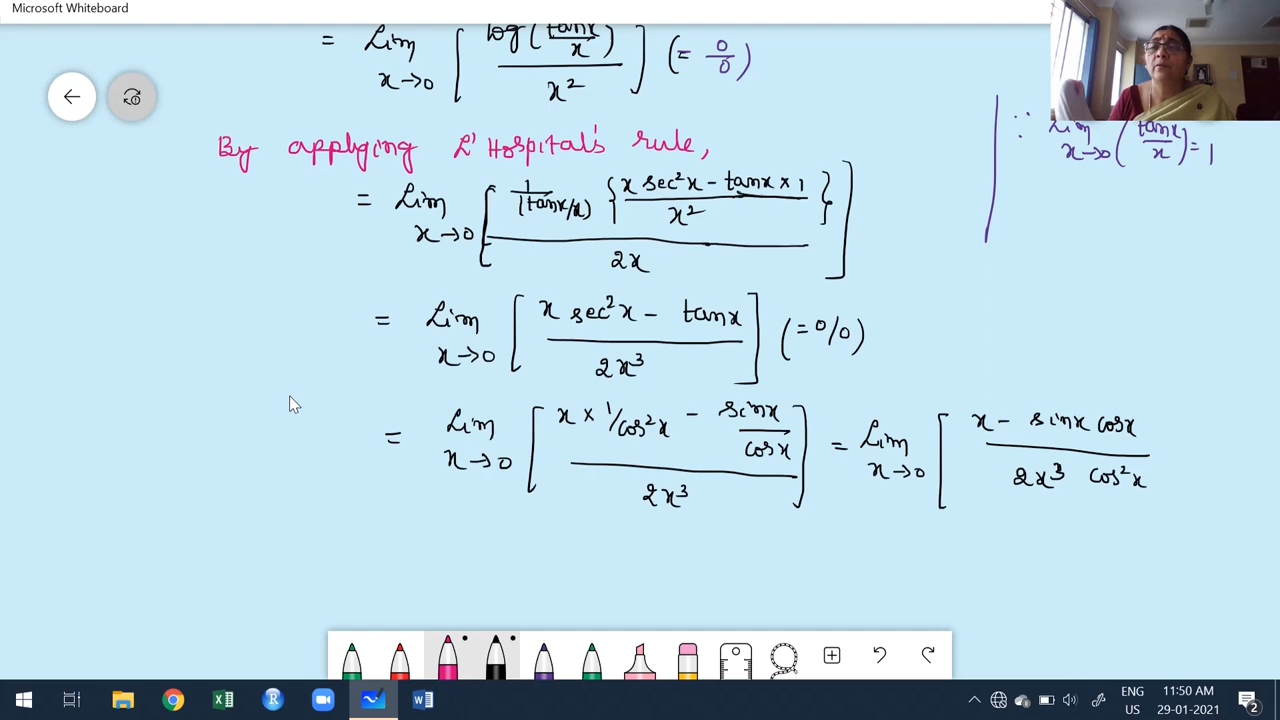 Microsoft Whiteboard
= Lim x→0 [ log(tanx/x) / x² ] (= 0/0)
∵ Lim x→0 (tanx/x) = 1
By applying L' Hospital's rule,
= Lim x→0 [ 1/(tanx/x) { x sec²x − tanx × 1 / x² } / 2x ]
= Lim x→0 [ x sec²x − tanx / 2x³ ] (= 0/0)
= Lim x→0 [ x × 1/cos²x − sinx/cosx / 2x³ ] = Lim x→0 [ x − sinx cosx / 2x³ cos²x
ENG 11:50 AM
US 29-01-2021 2